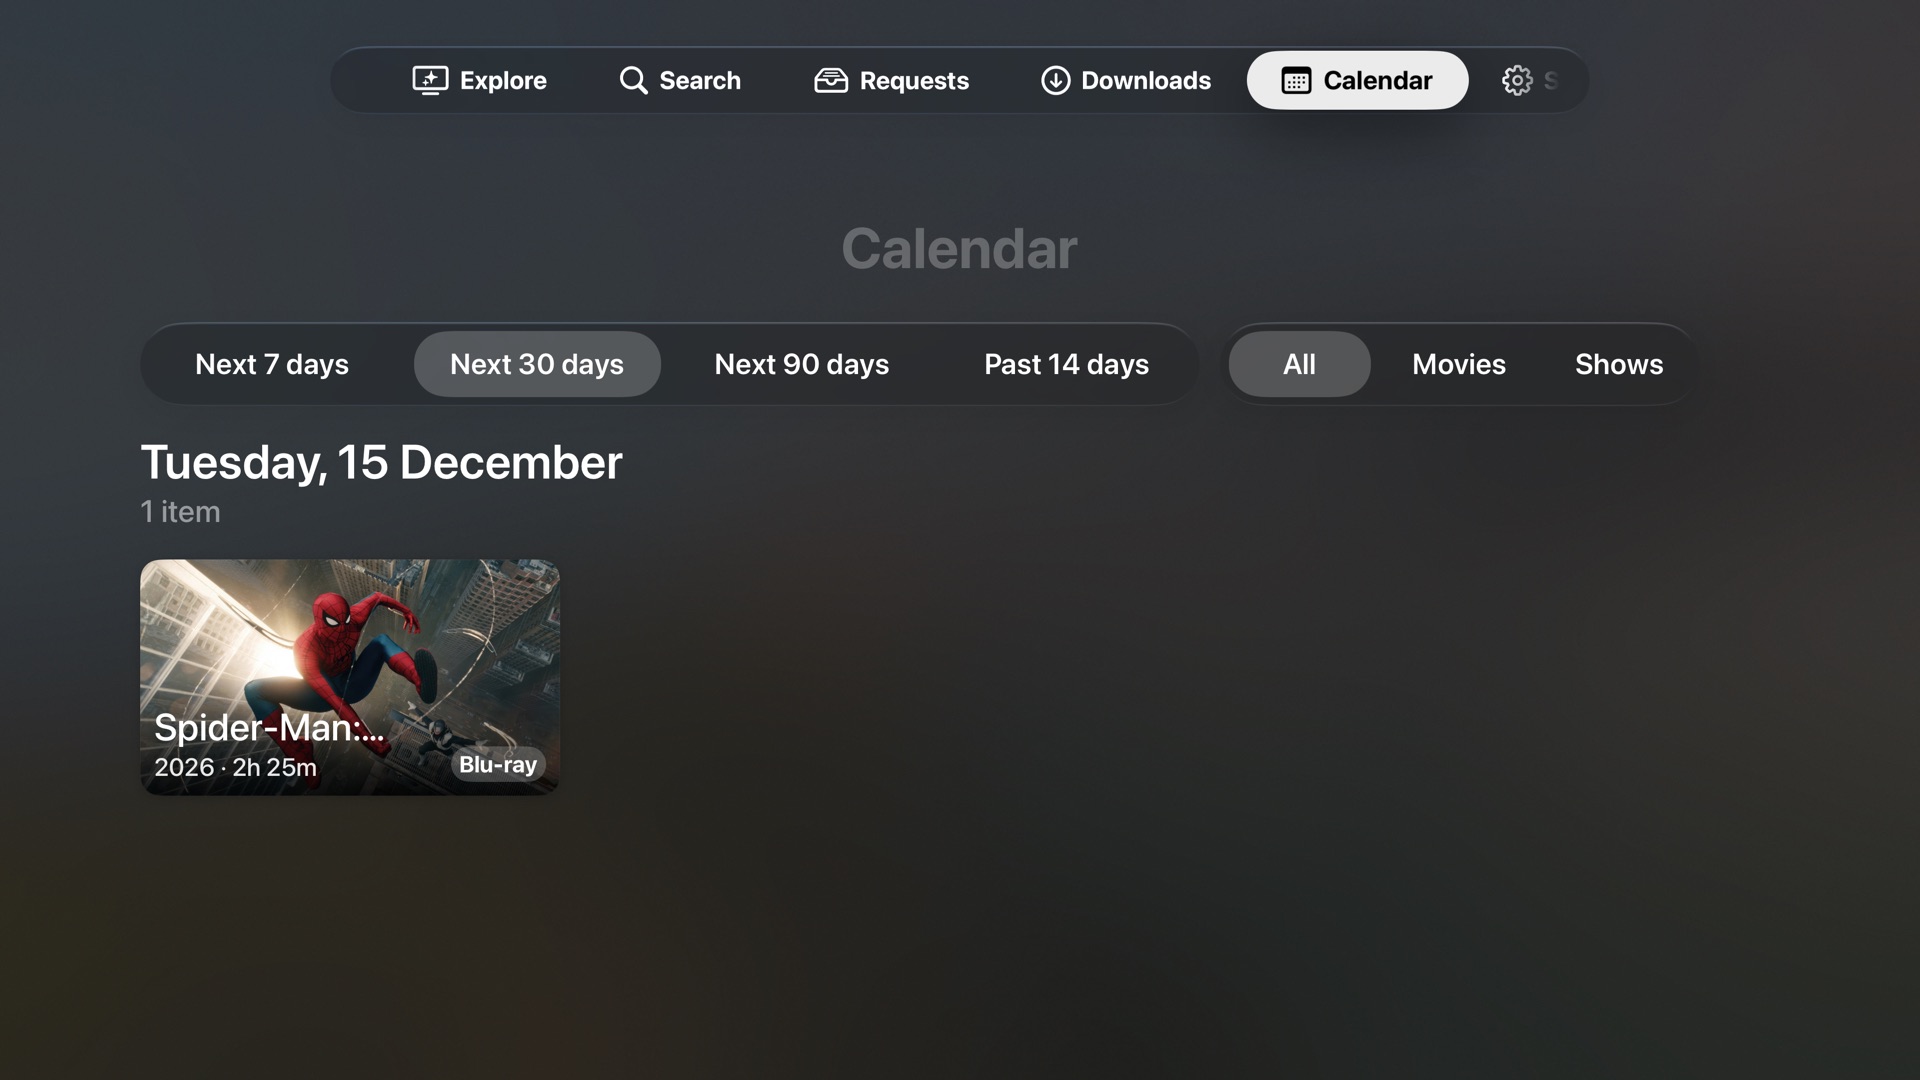 Explore
Search
Requests
Downloads
Calendar
S
Calendar
Next 7 days
Next 30 days
Next 90 days
Past 14 days
All
Movies
Shows
Tuesday, 15 December
1 item
Spider-Man:...
2026 · 2h 25m
Blu-ray